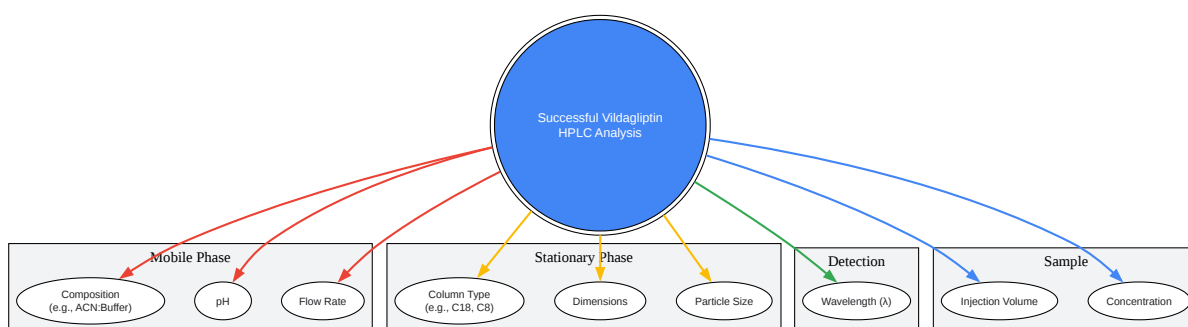 Successful Vildagliptin
HPLC Analysis
Mobile Phase
Composition
(e.g., ACN:Buffer)
pH
Flow Rate
Stationary Phase
Column Type
(e.g., C18, C8)
Dimensions
Particle Size
Detection
Wavelength (λ)
Sample
Injection Volume
Concentration